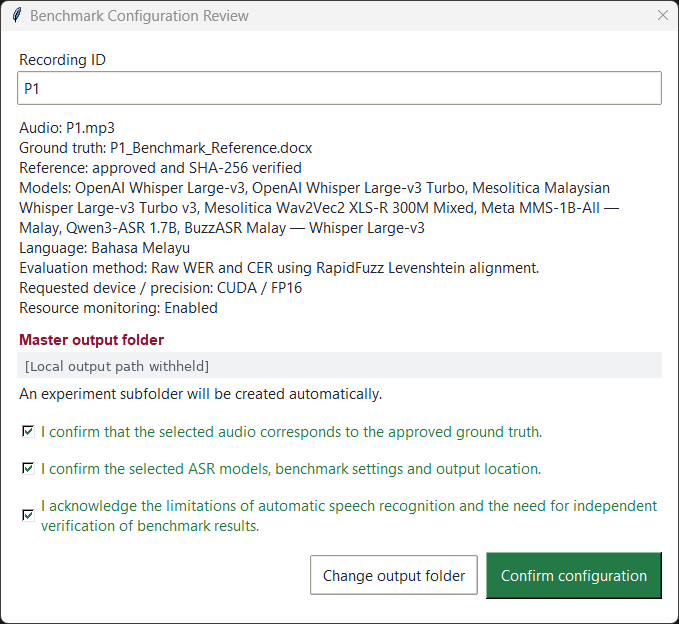 Benchmark Configuration Review
Recording ID
P1
Audio: P1.mp3
Ground truth: P1_Benchmark_Reference.docx
Reference: approved and SHA-256 verified
Models: OpenAI Whisper Large-v3, OpenAI Whisper Large-v3 Turbo, Mesolitica Malaysian
Whisper Large-v3 Turbo v3, Mesolitica Wav2Vec2 XLS-R 300M Mixed, Meta MMS-1B-All —
Malay, Qwen3-ASR 1.7B, BuzzASR Malay — Whisper Large-v3
Language: Bahasa Melayu
Evaluation method: Raw WER and CER using RapidFuzz Levenshtein alignment.
Requested device / precision: CUDA / FP16
Resource monitoring: Enabled
Master output folder
[Local output path withheld]
An experiment subfolder will be created automatically.
I confirm that the selected audio corresponds to the approved ground truth.
I confirm the selected ASR models, benchmark settings and output location.
I acknowledge the limitations of automatic speech recognition and the need for independent
verification of benchmark results.
Change output folder
Confirm configuration